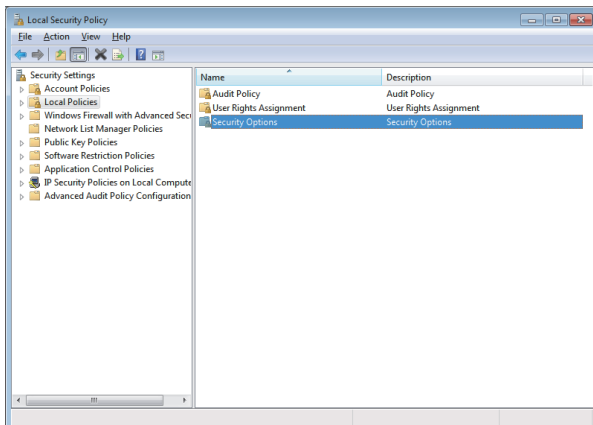 Local Security Policy
File Action View Help
Security Settings
Account Policies
Local Policies
Windows Firewall with Advanced Secu
Network List Manager Policies
Public Key Policies
Software Restriction Policies
Application Control Policies
IP Security Policies on Local Compute
Advanced Audit Policy Configuration
Name Description
Audit Policy Audit Policy
User Rights Assignment User Rights Assignment
Security Options Security Options